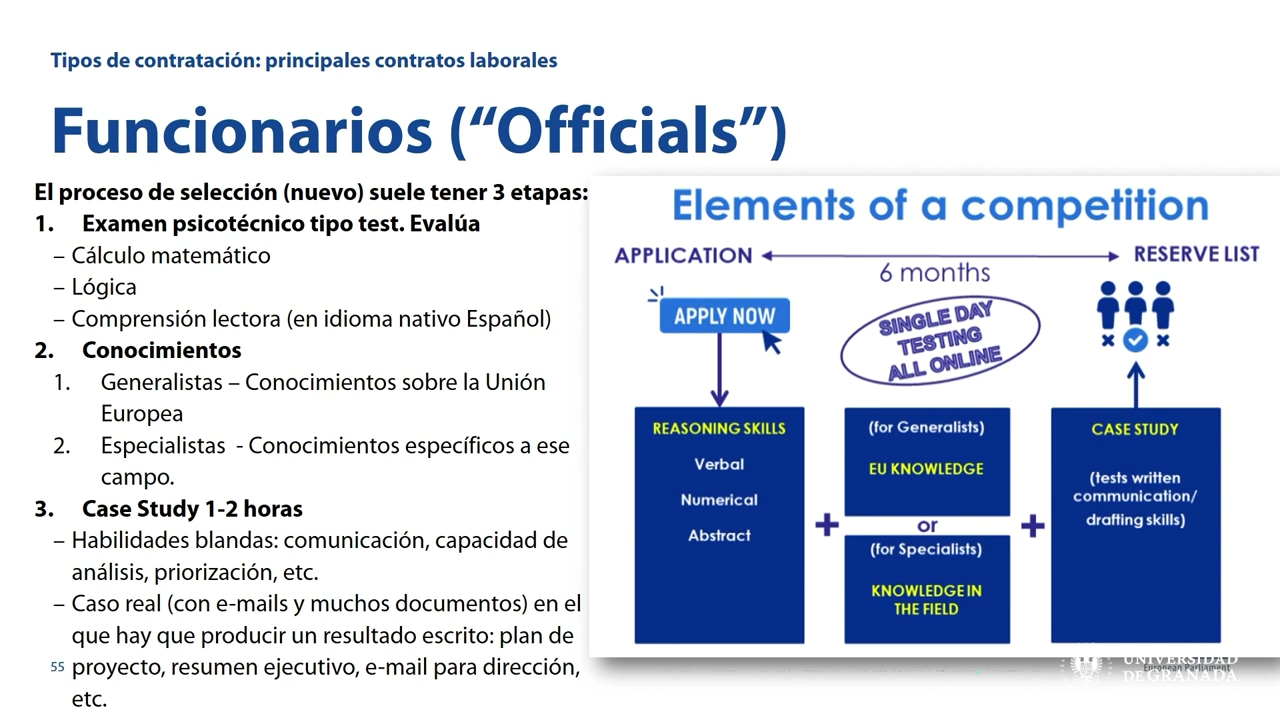 Tipos de contratación: principales contratos laborales
Funcionarios (“Officials”)
El proceso de selección (nuevo) suele tener 3 etapas:
1. Examen psicotécnico tipo test. Evalúa
– Cálculo matemático
– Lógica
– Comprensión lectora (en idioma nativo Español)
2. Conocimientos
1. Generalistas – Conocimientos sobre la Unión
Europea
2. Especialistas - Conocimientos específicos a ese
campo.
3. Case Study 1-2 horas
– Habilidades blandas: comunicación, capacidad de
análisis, priorización, etc.
– Caso real (con e-mails y muchos documentos) en el
que hay que producir un resultado escrito: plan de
55 proyecto, resumen ejecutivo, e-mail para dirección,
etc.
Elements of a competition
APPLICATION
RESERVE LIST
6 months
APPLY NOW
SINGLE DAY
TESTING
ALL ONLINE
REASONING SKILLS
Verbal
Numerical
Abstract
+
(for Generalists)
EU KNOWLEDGE
or
(for Specialists)
KNOWLEDGE IN
THE FIELD
+
CASE STUDY
(tests written
communication/
drafting skills)
UNIVERSIDAD
DE GRANADA
European Parliament